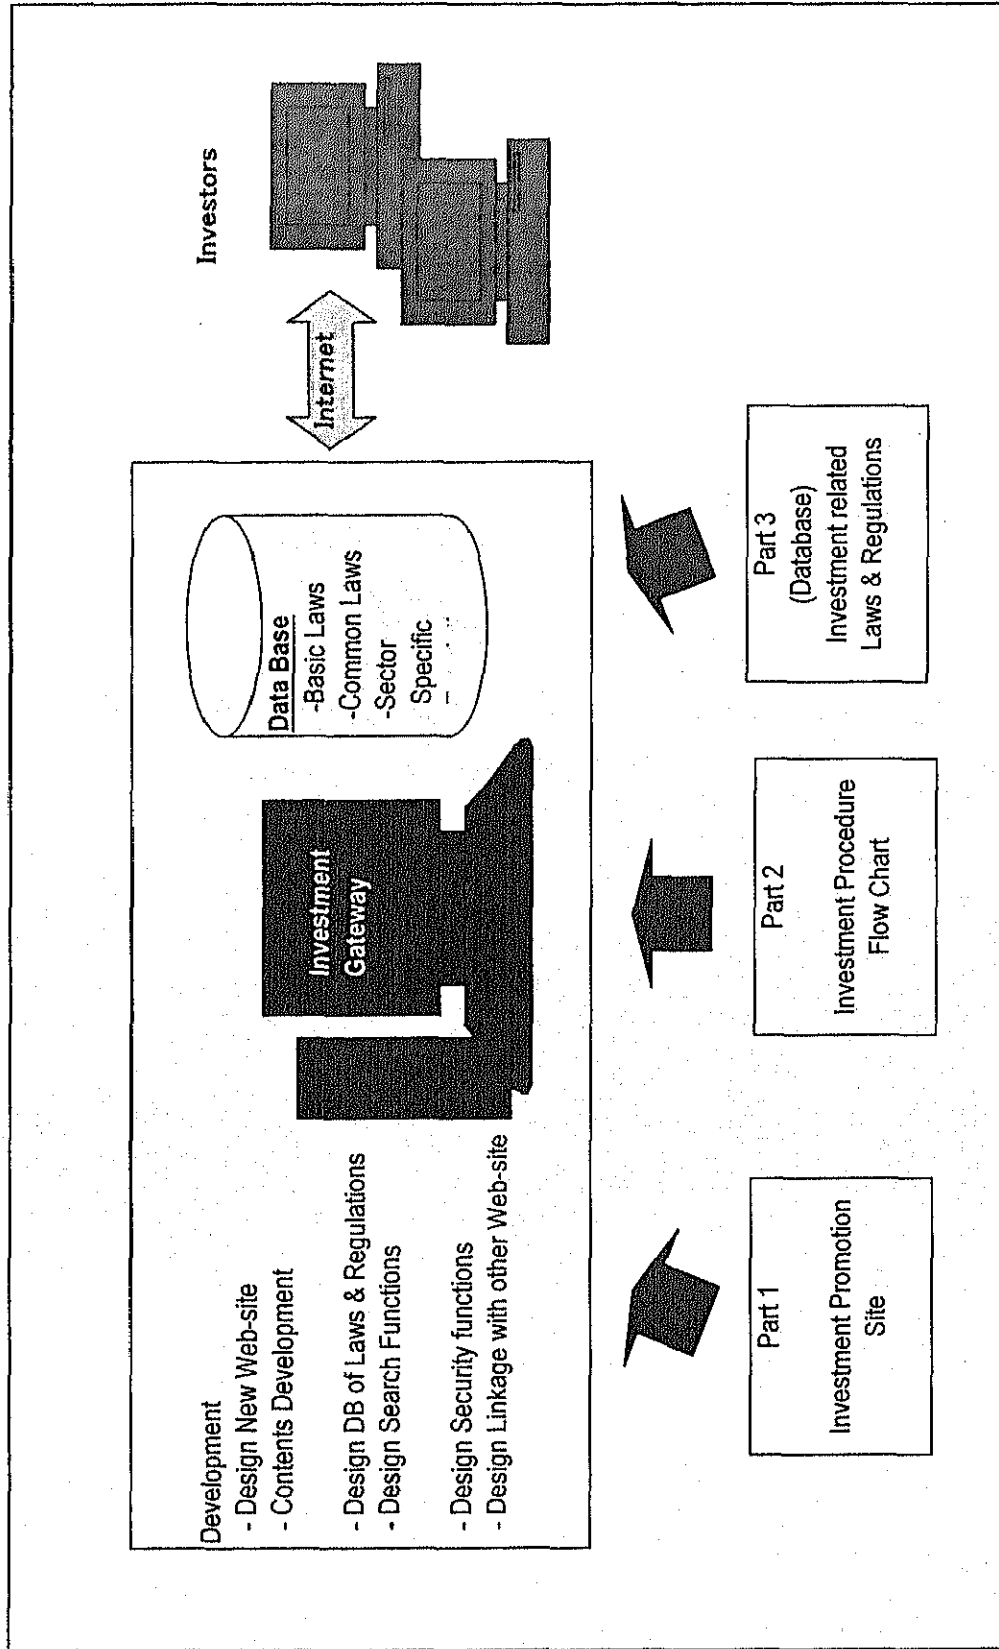 Development
- Design New Web-site
- Contents Development
- Design DB of Laws & Regulations
- Design Search Functions
- Design Security functions
- Design Linkage with other Web-site
Investment
Gateway
Data Base
-Basic Laws
-Common Laws
-Sector
Specific
Internet
Investors
Part 1
Investment Promotion
Site
Part 2
Investment Procedure
Flow Chart
Part 3
(Database)
Investment related
Laws & Regulations